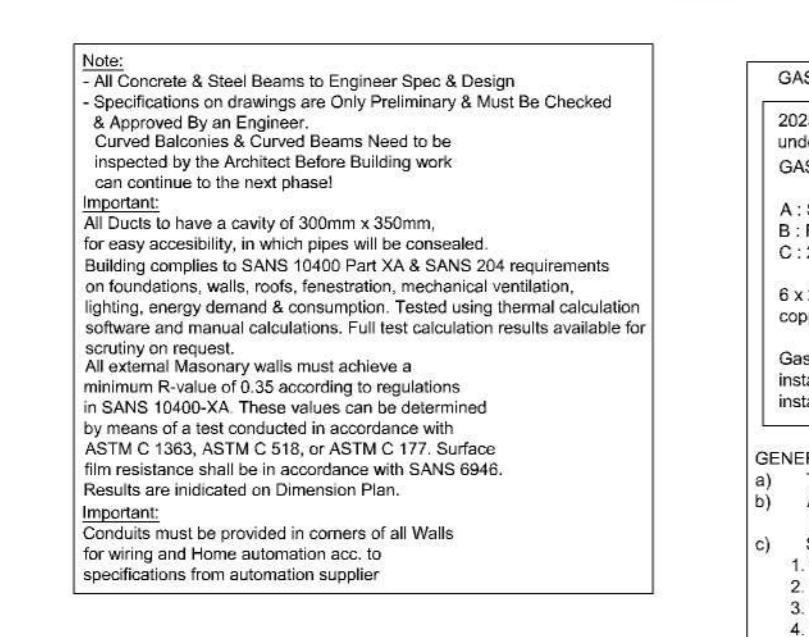 Note:
- All Concrete & Steel Beams to Engineer Spec & Design
- Specifications on drawings are Only Preliminary & Must Be Checked
& Approved By an Engineer.
Curved Balconies & Curved Beams Need to be
inspected by the Architect Before Building work
can continue to the next phase!
Important:
All Ducts to have a cavity of 300mm x 350mm,
for easy accesibility, in which pipes will be consealed.
Building complies to SANS 10400 Part XA & SANS 204 requirements
on foundations, walls, roofs, fenestration, mechanical ventilation,
lighting, energy demand & consumption. Tested using thermal calculation
software and manual calculations. Full test calculation results available for
scrutiny on request.
All external Masonary walls must achieve a
minimum R-value of 0.35 according to regulations
in SANS 10400-XA. These values can be determined
by means of a test conducted in accordance with
ASTM C 1363, ASTM C 518, or ASTM C 177. Surface
film resistance shall be in accordance with SANS 6946.
Results are inidicated on Dimension Plan.
Important:
Conduits must be provided in corners of all Walls
for wiring and Home automation acc. to
specifications from automation supplier
GAS
202
unde
GAS
A :
B :
C :
6 x
cop
Gas
insta
insta
GENE
a)
b)
c)
1.
2.
3.
4.